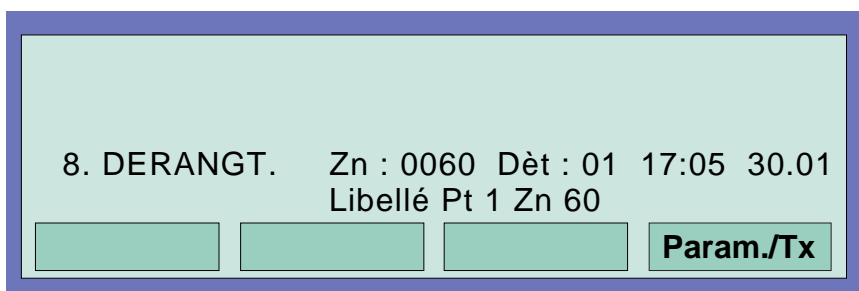 8. DERANGT. Zn : 0060 Dèt : 01 17:05 30.01
Libellé Pt 1 Zn 60
Param./Tx